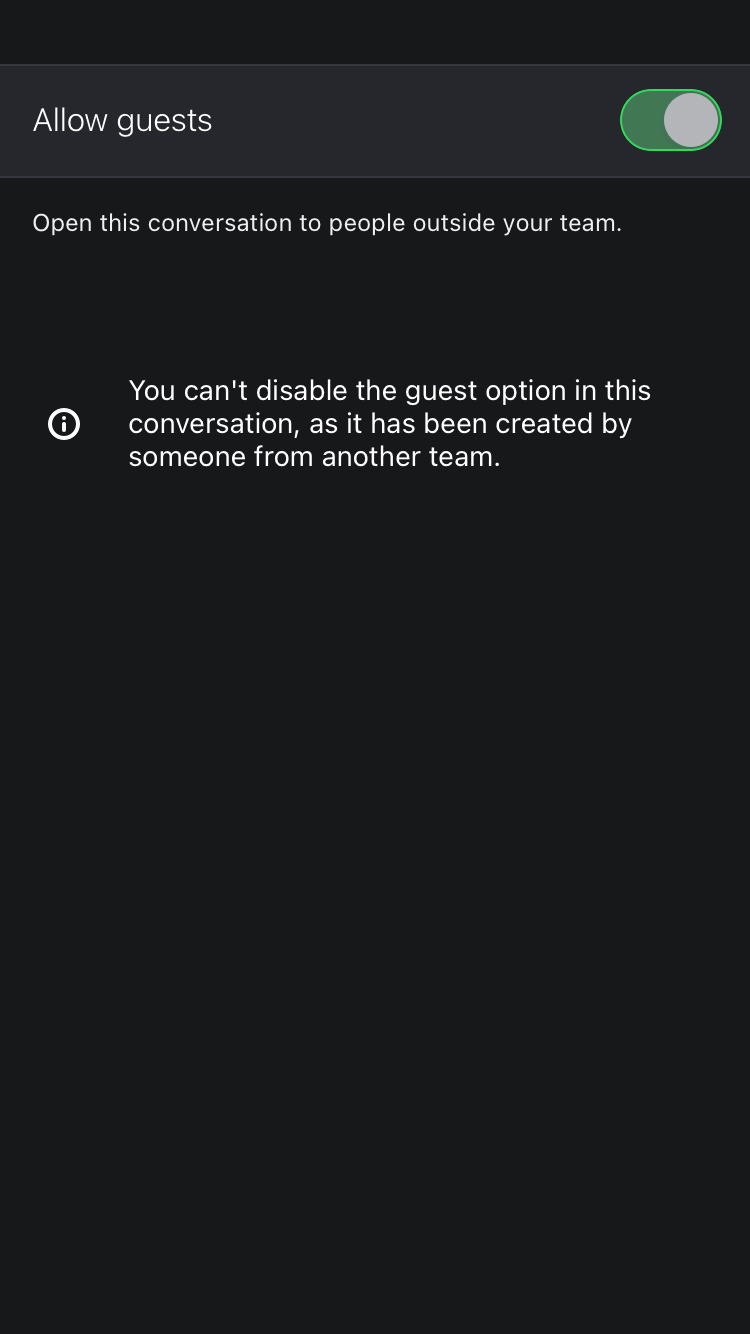 Allow guests
Open this conversation to people outside your team.
You can't disable the guest option in this
conversation, as it has been created by
someone from another team.